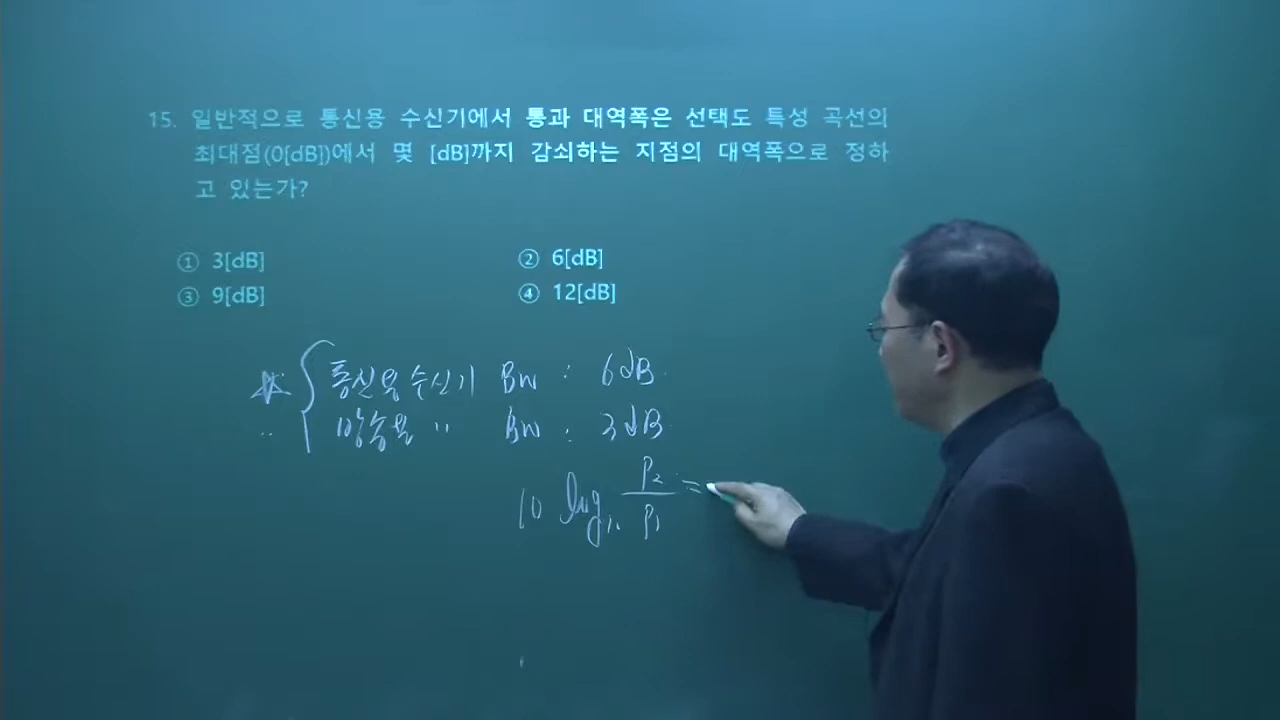 15. 일반적으로 통신용 수신기에서 통과 대역폭은 선택도 특성 곡선의
최대점(0[dB])에서 몇 [dB]까지 감쇠하는 지점의 대역폭으로 정하
고 있는가?
① 3[dB]
② 6[dB]
③ 9[dB]
④ 12[dB]
통신용 수신기 BW : 6dB
방송용 〃 BW : 3dB
10 log₁₀ P₂/P₁ =